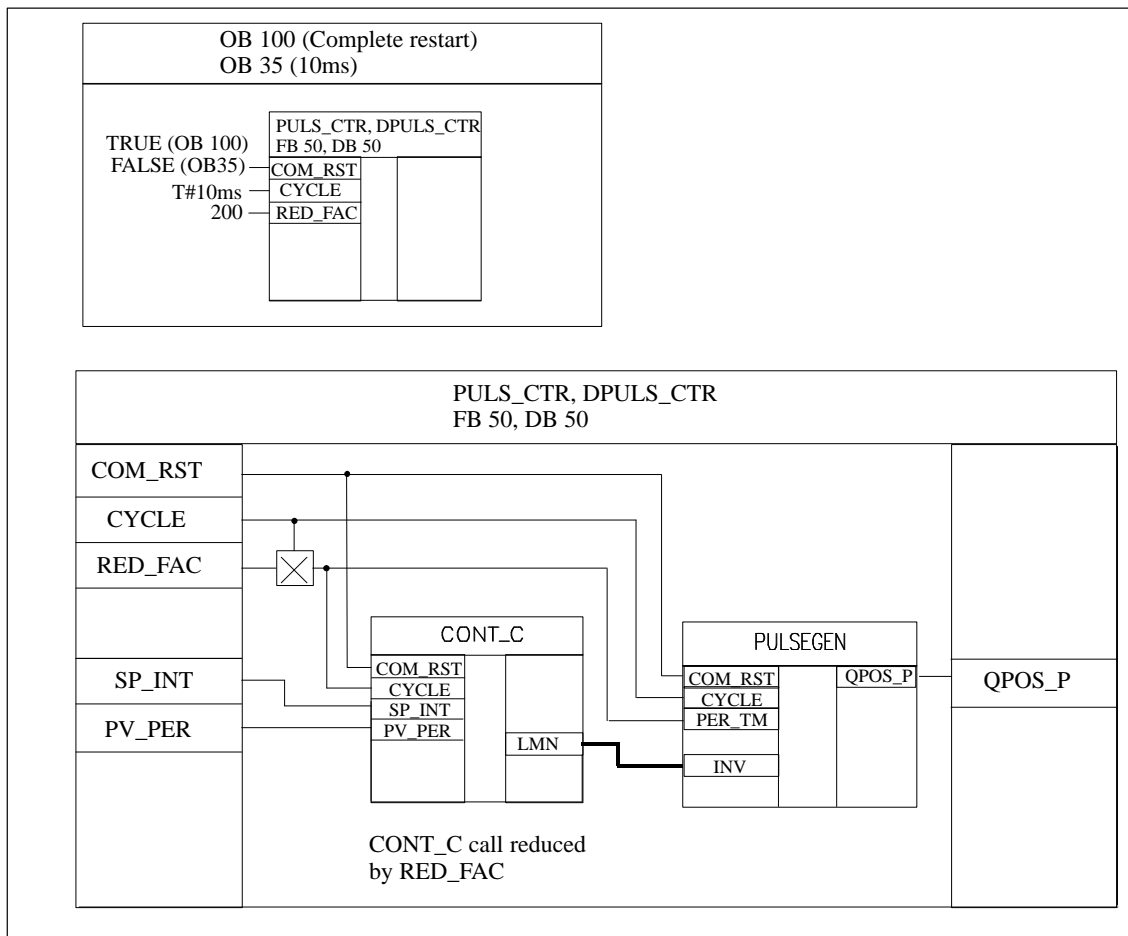 OB 100 (Complete restart)
OB 35 (10ms)
PULS_CTR, DPULS_CTR
FB 50, DB 50
TRUE (OB 100)
FALSE (OB35)
COM_RST
T#10ms
CYCLE
200
RED_FAC
PULS_CTR, DPULS_CTR
FB 50, DB 50
COM_RST
CYCLE
RED_FAC
SP_INT
PV_PER
CONT_C
COM_RST
CYCLE
SP_INT
PV_PER
LMN
PULSEGEN
COM_RST
QPOS_P
CYCLE
PER_TM
INV
QPOS_P
CONT_C call reduced
by RED_FAC